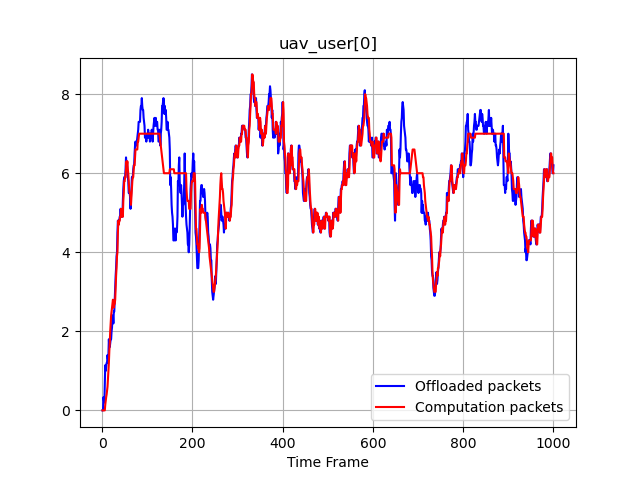 uav_user[0]
8
6
4
2
0
Offloaded packets
Computation packets
0 200 400 600 800 1000
Time Frame